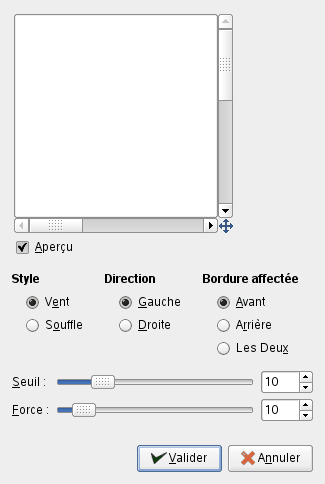 Aperçu
Style Direction Bordure affectée
Vent Gauche Avant
Souffle Droite Arrière
Les Deux
Seuil : 10
Force : 10
Valider Annuler